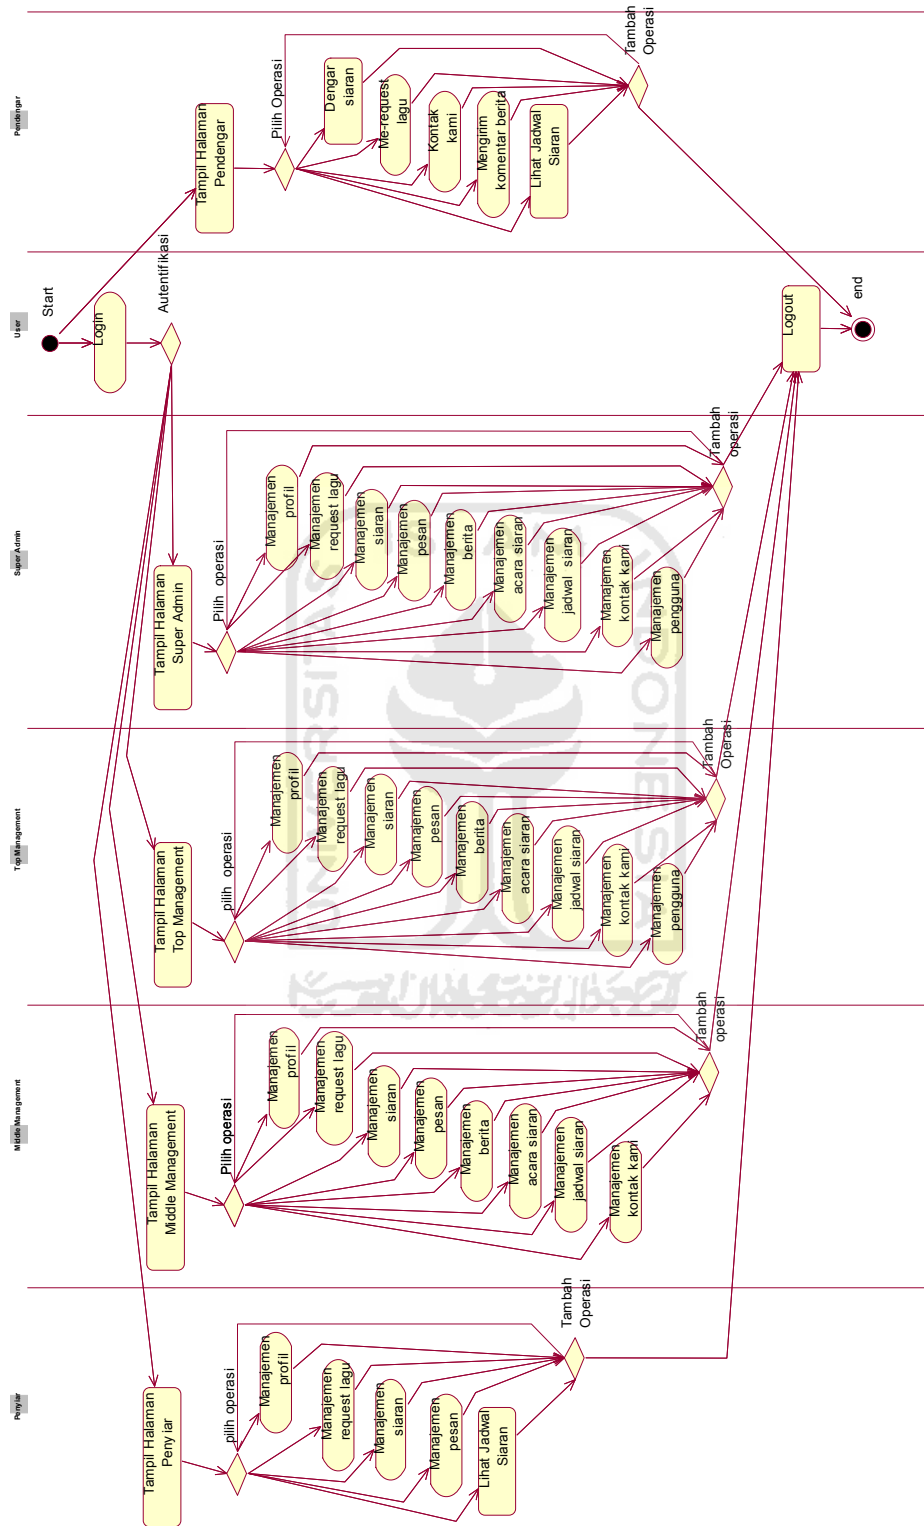 Penyiar
Middle Management
Top Management
Super Admin
User
Pendengar
Tampil Halaman
Penyiar
pilih operasi
Manajemen
profil
Manajemen
request lagu
Manajemen
siaran
Manajemen
pesan
Lihat Jadwal
Siaran
Tambah
Operasi
Tampil Halaman
Middle Management
Pilih operasi
Manajemen
profil
Manajemen
request lagu
Manajemen
siaran
Manajemen
pesan
Manajemen
berita
Manajemen
acara siaran
Manajemen
jadwal siaran
Manajemen
kontak kami
Tambah
operasi
Tampil Halaman
Top Management
pilih operasi
Manajemen
profil
Manajemen
request lagu
Manajemen
siaran
Manajemen
pesan
Manajemen
berita
Manajemen
acara siaran
Manajemen
jadwal siaran
Manajemen
kontak kami
Manajemen
pengguna
Tambah
Operasi
Tampil Halaman
Super Admin
Pilih operasi
Manajemen
profil
Manajemen
request lagu
Manajemen
siaran
Manajemen
pesan
Manajemen
berita
Manajemen
acara siaran
Manajemen
jadwal siaran
Manajemen
kontak kami
Manajemen
pengguna
Tambah
operasi
Start
Login
Autentifikasi
Logout
end
Tampil Halaman
Pendengar
Pilih Operasi
Dengar
siaran
Me-request
lagu
Kontak
kami
Mengirim
komentar berita
Lihat Jadwal
Siaran
Tambah
Operasi
UNIVERSITAS
ISLAM
INDONESIA